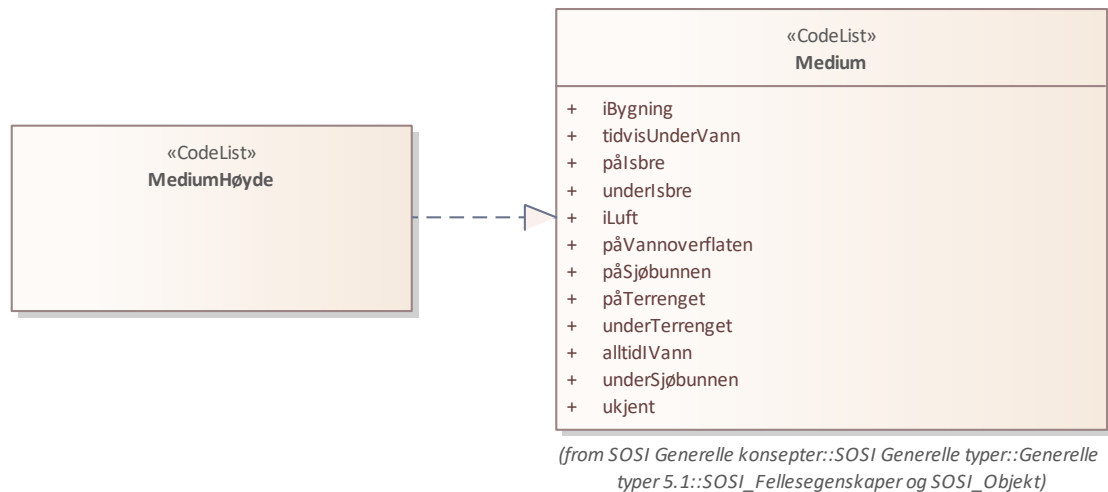 «CodeList»
MediumHøyde
«CodeList»
Medium
+ iBygning
+ tidvisUnderVann
+ påIsbre
+ underIsbre
+ iLuft
+ påVannoverflaten
+ påSjøbunnen
+ påTerrenget
+ underTerrenget
+ alltidIVann
+ underSjøbunnen
+ ukjent
(from SOSI Generelle konsepter::SOSI Generelle typer::Generelle
typer 5.1::SOSI_Fellesegenskaper og SOSI_Objekt)